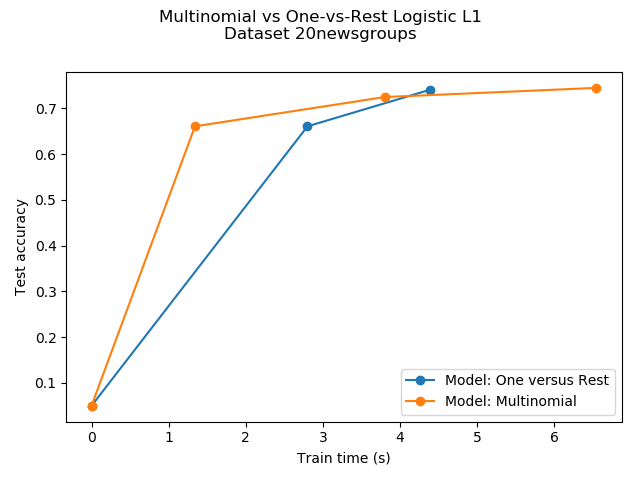 Multinomial vs One-vs-Rest Logistic L1
Dataset 20newsgroups
0.7
0.6
0.5
0.4
0.3
0.2
0.1
Test accuracy
Model: One versus Rest
Model: Multinomial
0 1 2 3 4 5 6
Train time (s)